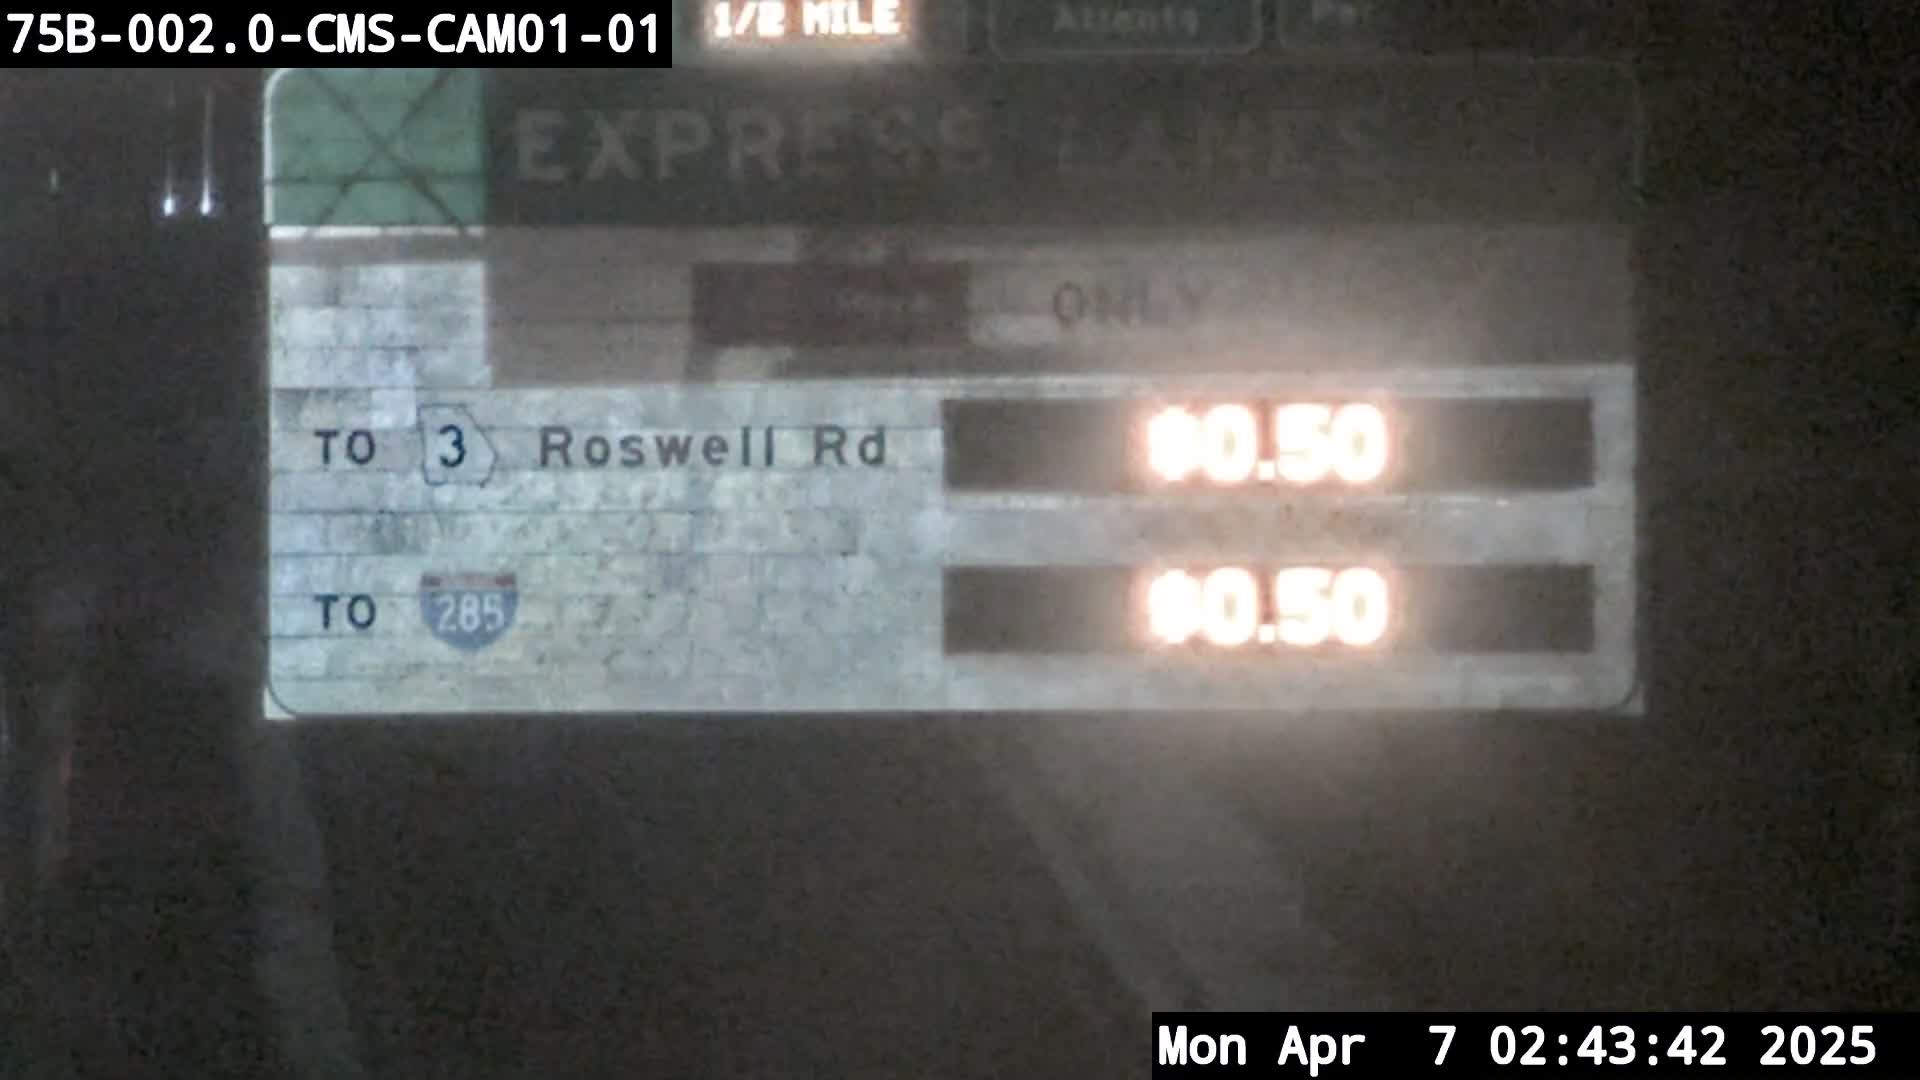 75B-002.0-CMS-CAM01-01
1/2 MILE
EXPRESS LANES
ONLY
TO 3 Roswell Rd $0.50
TO 285 $0.50
Mon Apr 7 02:43:42 2025